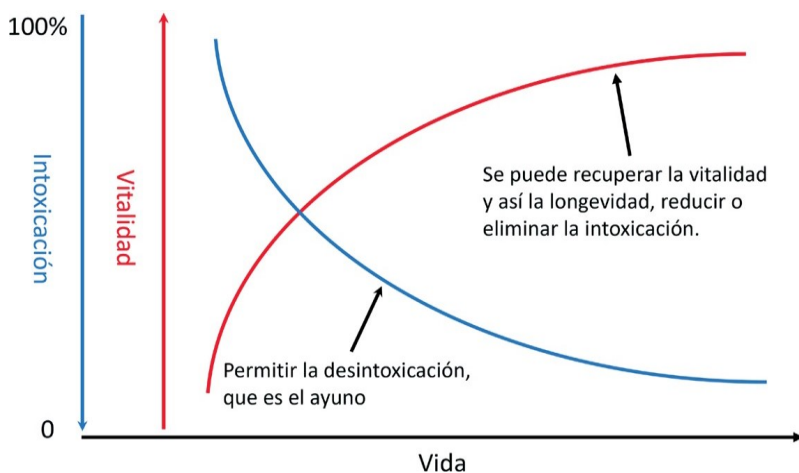 100%
Intoxicación
Vitalidad
Se puede recuperar la vitalidad
y así la longevidad, reducir o
eliminar la intoxicación.
Permitir la desintoxicación,
que es el ayuno
0
Vida